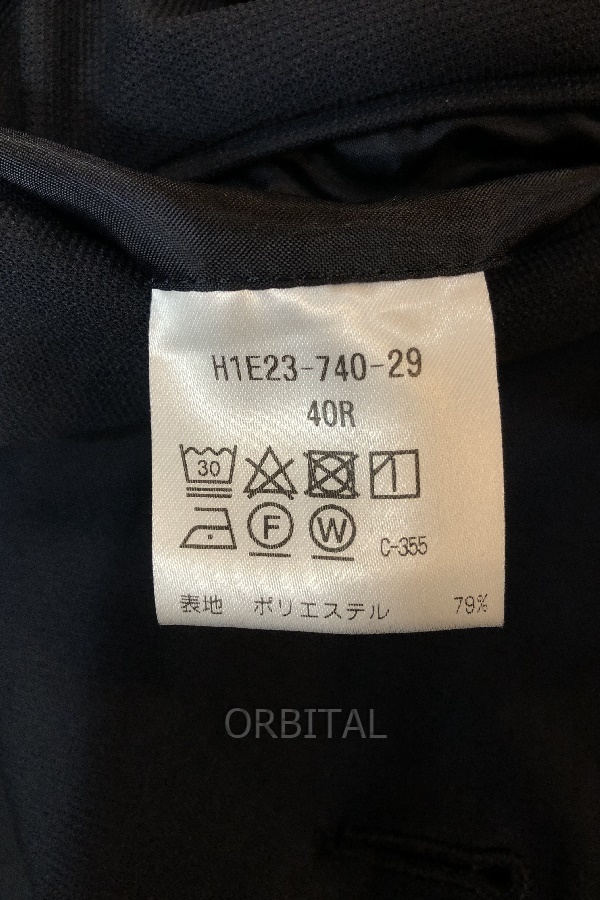 H1E23-740-29
40R
30
F W C-355
表地 ポリエステル 79%
ORBITAL